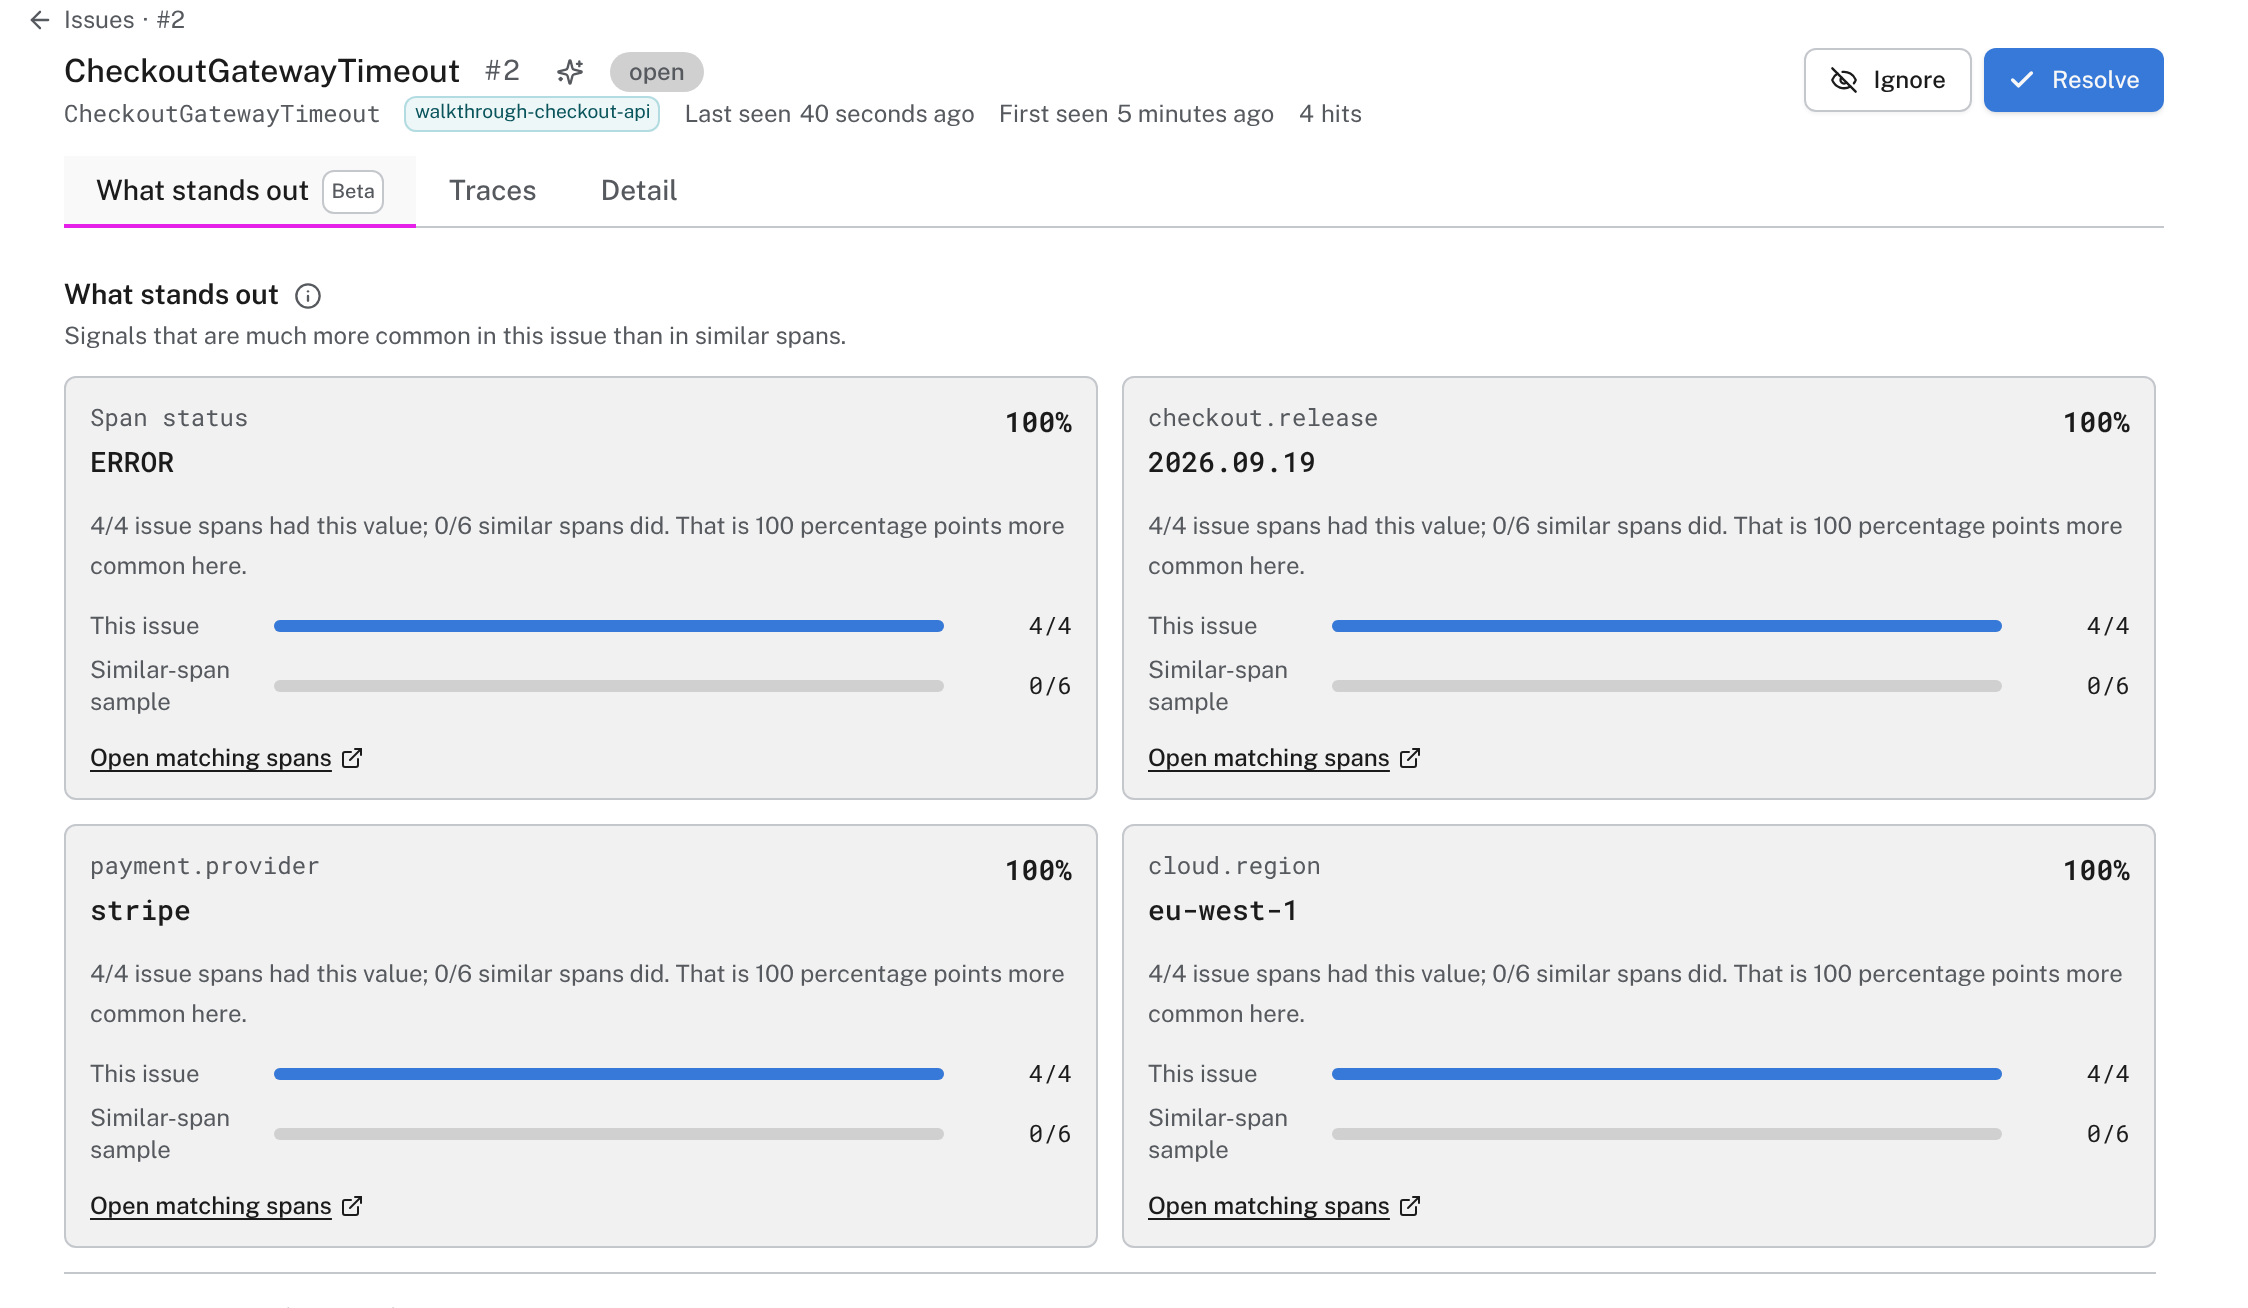 Issues · #2
CheckoutGatewayTimeout #2 open
Ignore
Resolve
CheckoutGatewayTimeout walkthrough-checkout-api Last seen 40 seconds ago First seen 5 minutes ago 4 hits
What stands out Beta Traces Detail
What stands out
Signals that are much more common in this issue than in similar spans.
Span status 100%
ERROR
4/4 issue spans had this value; 0/6 similar spans did. That is 100 percentage points more
common here.
This issue 4/4
Similar-span
sample 0/6
Open matching spans
checkout.release 100%
2026.09.19
4/4 issue spans had this value; 0/6 similar spans did. That is 100 percentage points more
common here.
This issue 4/4
Similar-span
sample 0/6
Open matching spans
payment.provider 100%
stripe
4/4 issue spans had this value; 0/6 similar spans did. That is 100 percentage points more
common here.
This issue 4/4
Similar-span
sample 0/6
Open matching spans
cloud.region 100%
eu-west-1
4/4 issue spans had this value; 0/6 similar spans did. That is 100 percentage points more
common here.
This issue 4/4
Similar-span
sample 0/6
Open matching spans